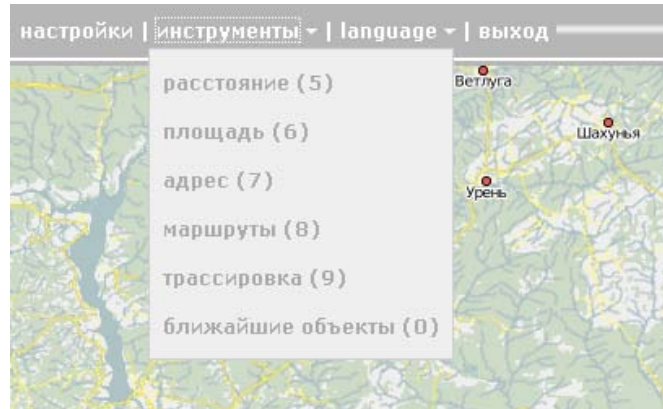 настройки | инструменты | language | выход
расстояние (5)
Ветлуга
площадь (6)
Шахунья
адрес (7)
Урень
маршруты (8)
трассировка (9)
ближайшие объекты (0)